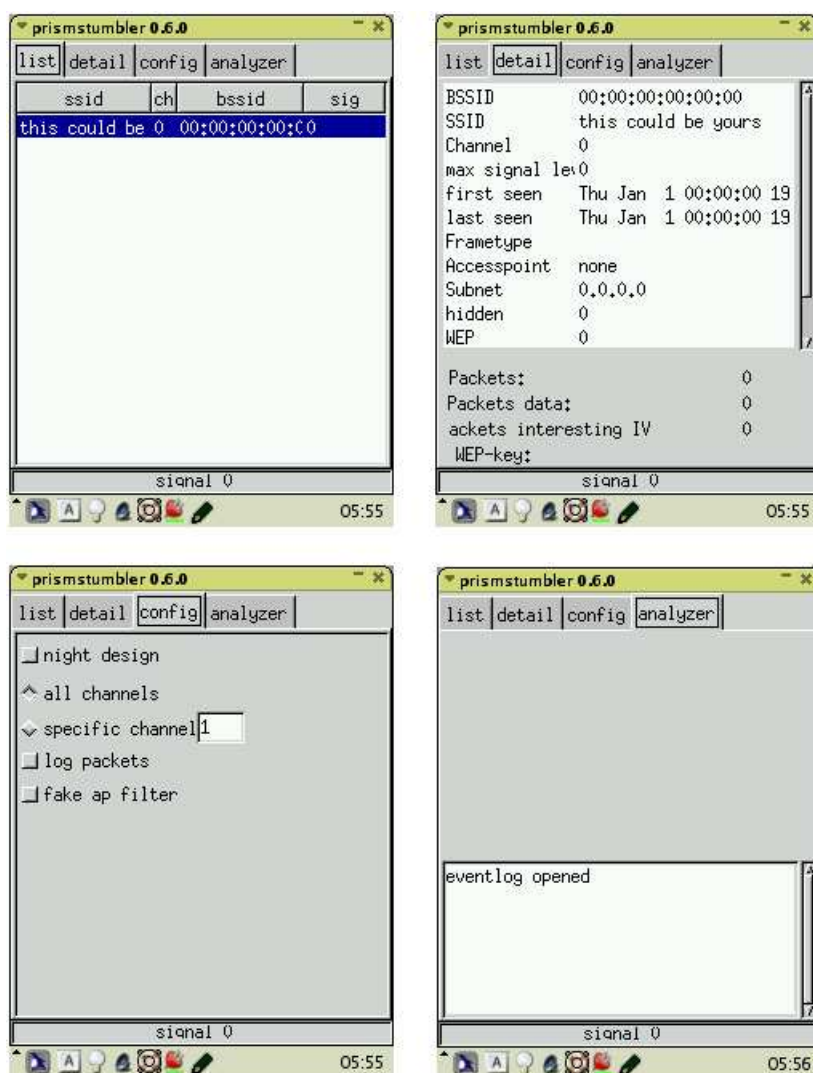 prismstumbler 0.6.0
list detail config analyzer
ssid ch bssid sig
this could be 0 00:00:00:00:00
signal 0
A 05:55
prismstumbler 0.6.0
list detail config analyzer
BSSID 00:00:00:00:00:00
SSID this could be yours
Channel 0
max signal lev0
first seen Thu Jan 1 00:00:00 19
last seen Thu Jan 1 00:00:00 19
Frametype
Accesspoint none
Subnet 0.0.0.0
hidden 0
WEP 0
Packets: 0
Packets data: 0
ackets interesting IV 0
WEP-key:
signal 0
A 05:55
prismstumbler 0.6.0
list detail config analyzer
night design
all channels
specific channel 1
log packets
fake ap filter
signal 0
A 05:55
prismstumbler 0.6.0
list detail config analyzer
eventlog opened
signal 0
A 05:56